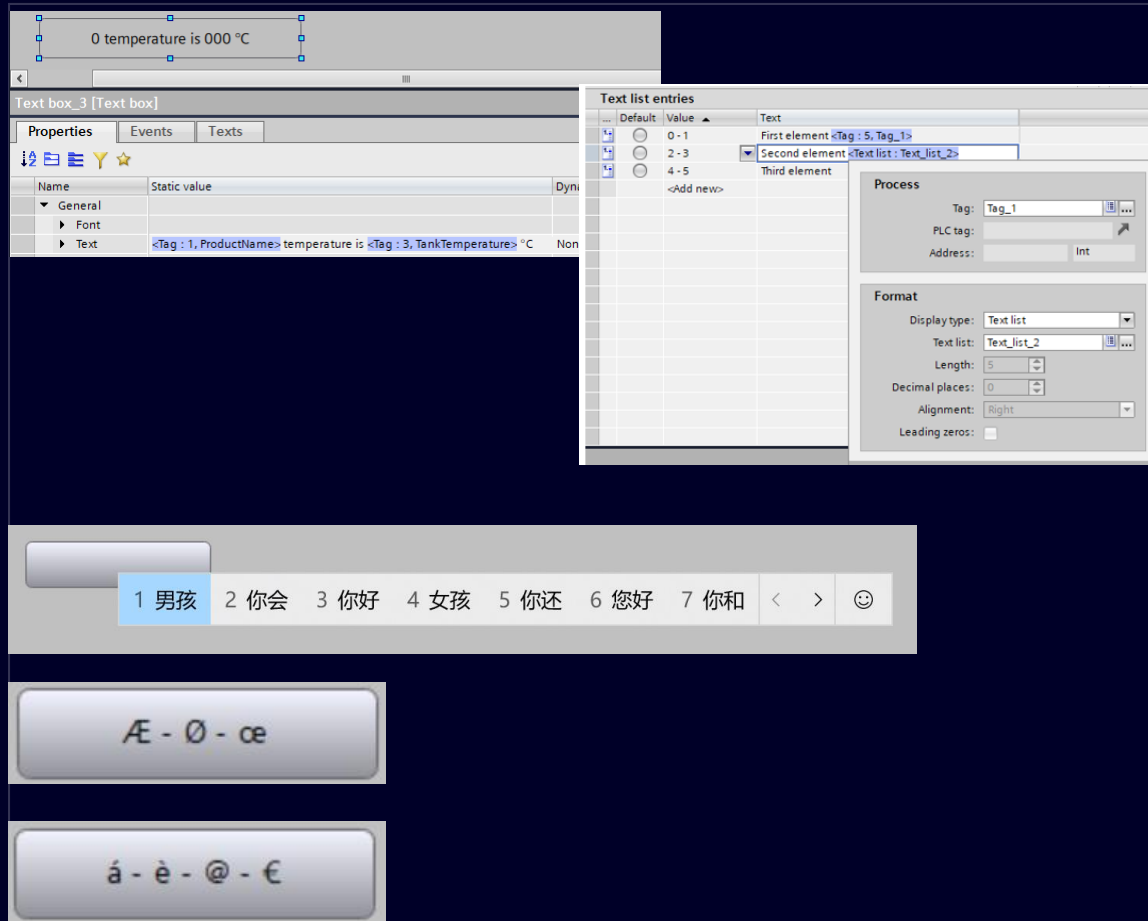 0 temperature is 000 °C
Text box_3 [Text box]
Properties Events Texts
Name Static value Dyna
General
Font
Text <Tag : 1, ProductName> temperature is <Tag : 3, TankTemperature> °C Non
Text list entries
... Default Value Text
0 - 1 First element <Tag : 5, Tag_1>
2 - 3 Second element <Text list : Text_list_2>
4 - 5 Third element
<Add new>
Process
Tag: Tag_1 ...
PLC tag:
Address: Int
Format
Display type: Text list
Text list: Text_list_2 ...
Length: 5
Decimal places: 0
Alignment: Right
Leading zeros:
1 男孩 2 你会 3 你好 4 女孩 5 你还 6 您好 7 你和
Æ - Ø - œ
á - è - @ - €